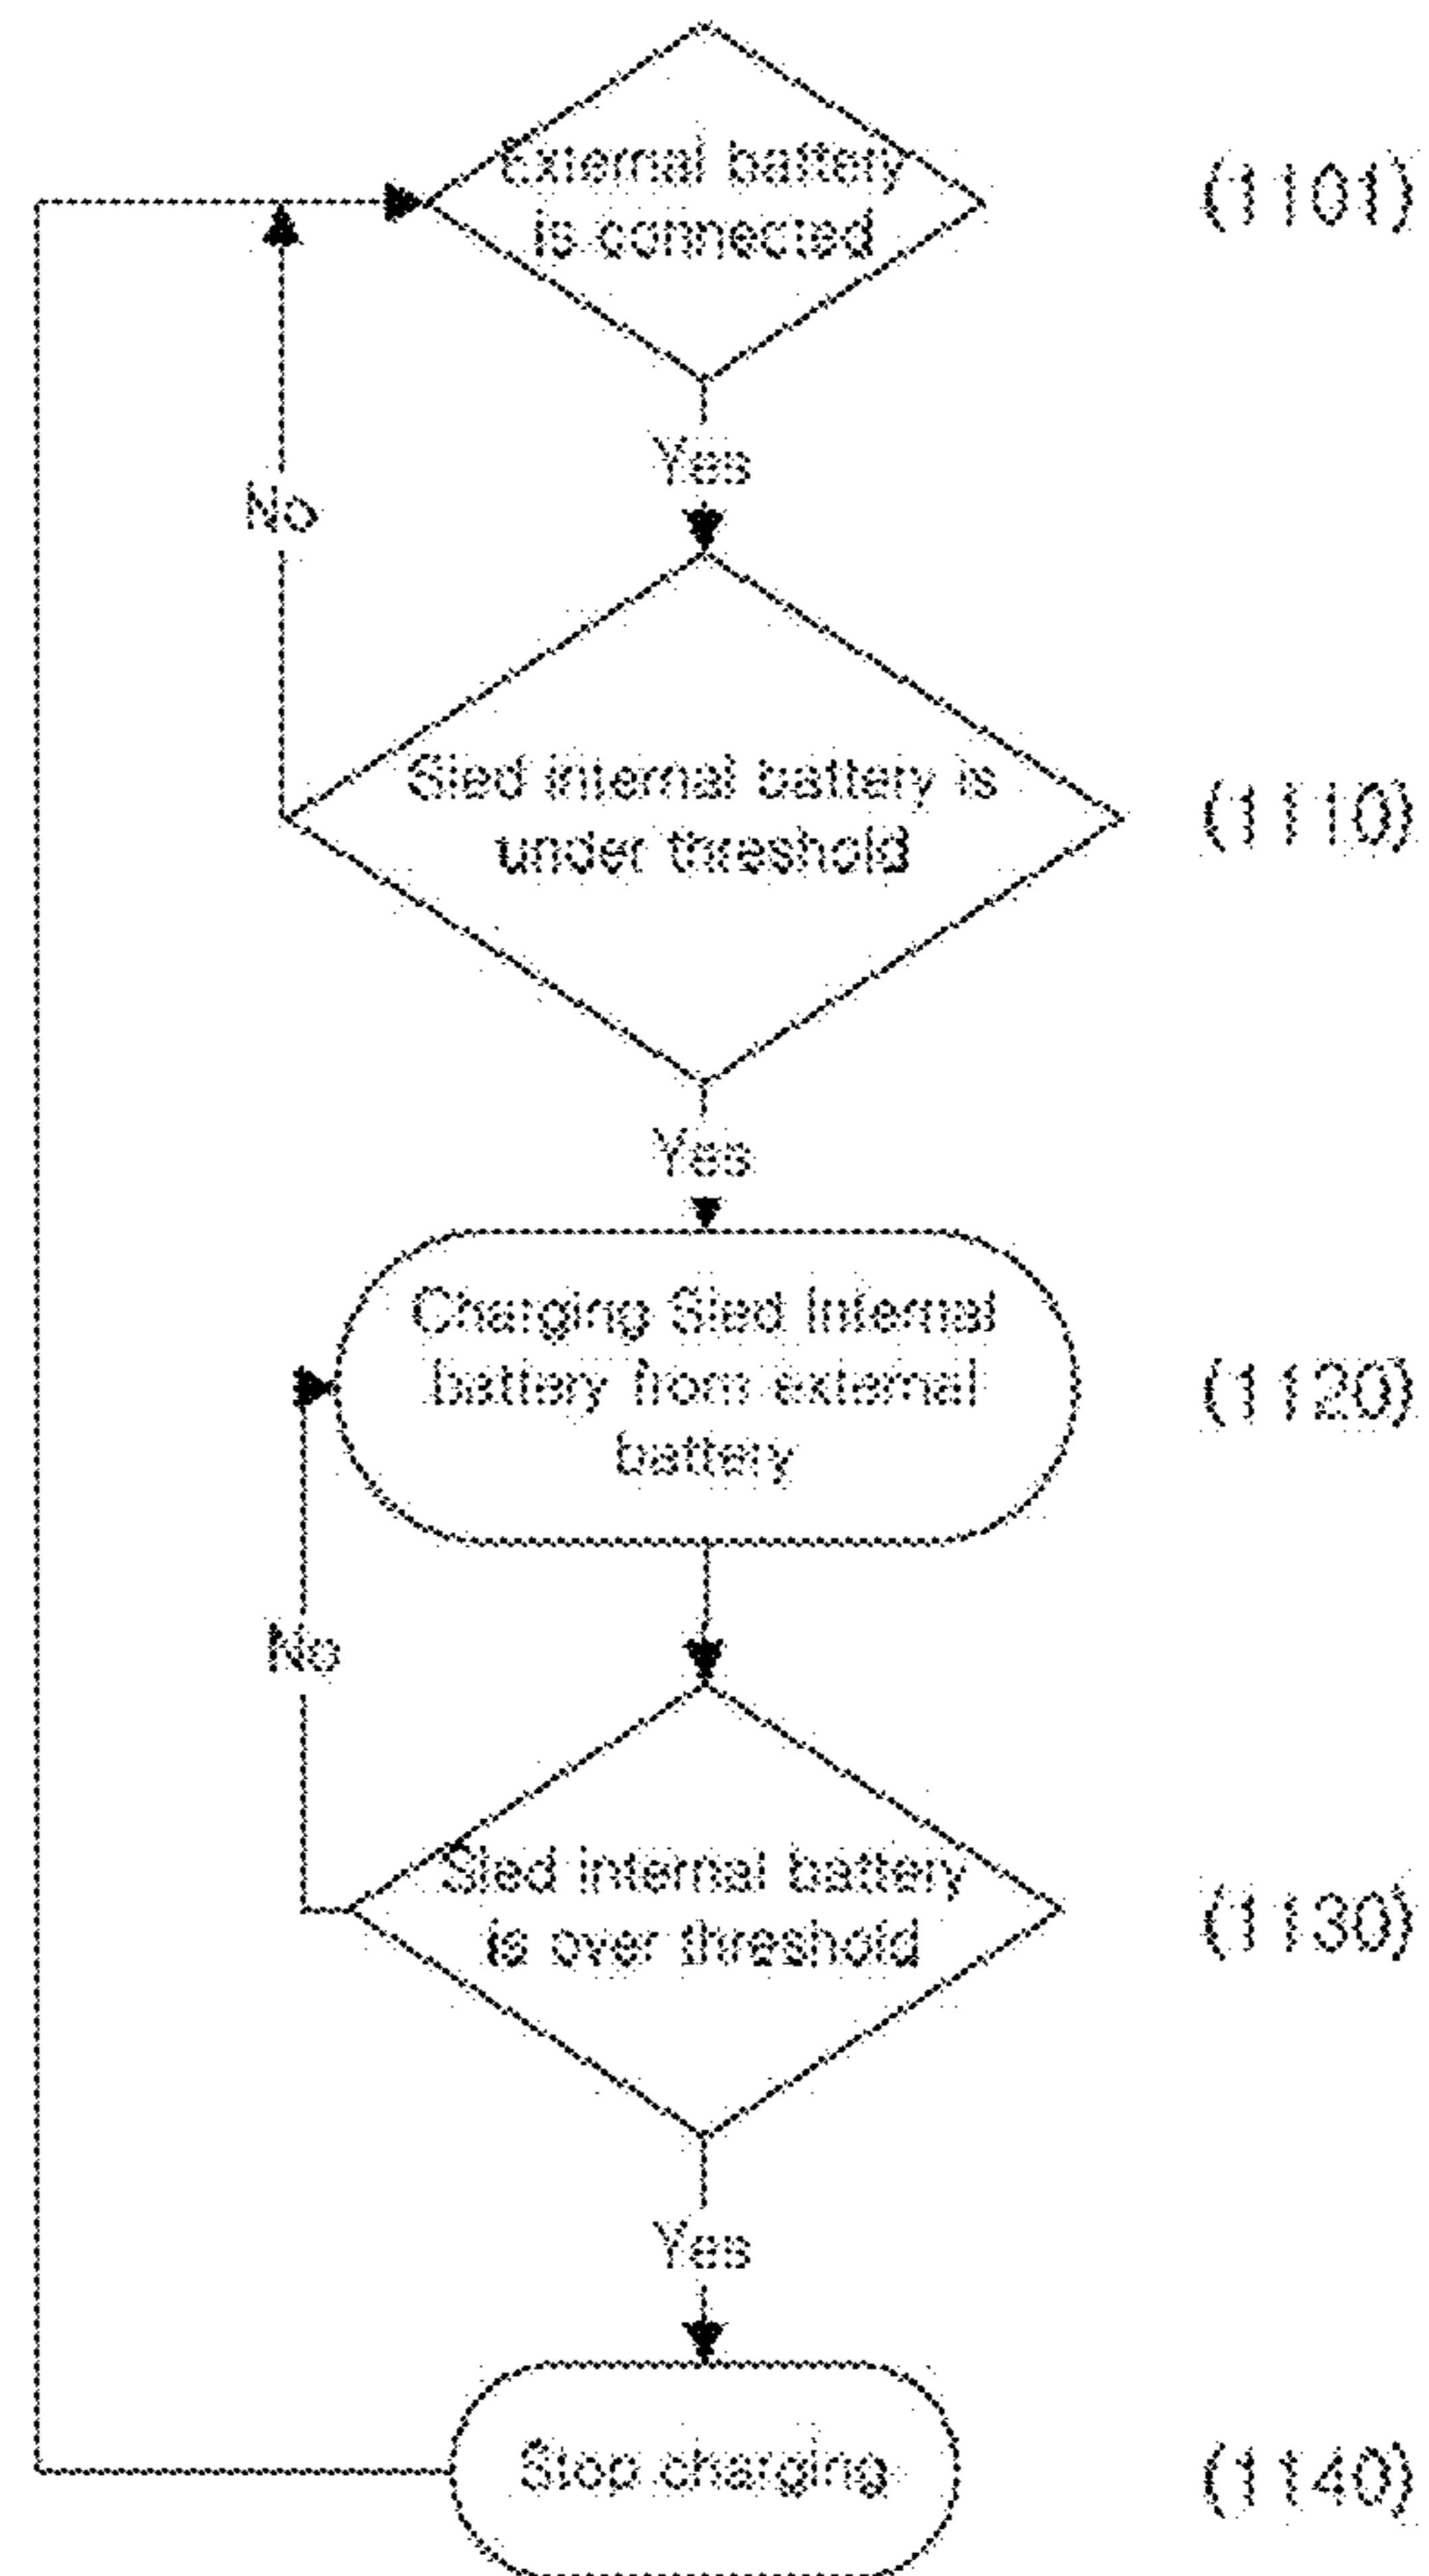 External battery
is connected
(1101)
Yes
No
Sled internal battery is
under threshold
(1110)
Yes
Charging Sled Internal
battery from external
battery
(1120)
No
Sled internal battery
is over threshold
(1130)
Yes
Stop charging
(1140)